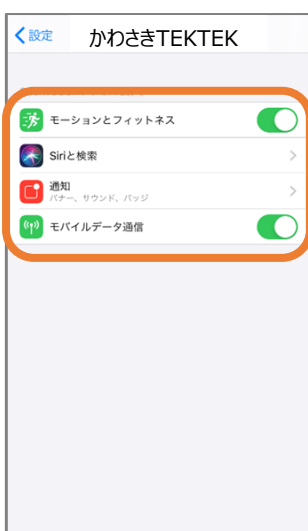 設定
かわさきTEKTEK
モーションとフィットネス
Siriと検索
通知
バナー、サウンド、バッジ
モバイルデータ通信